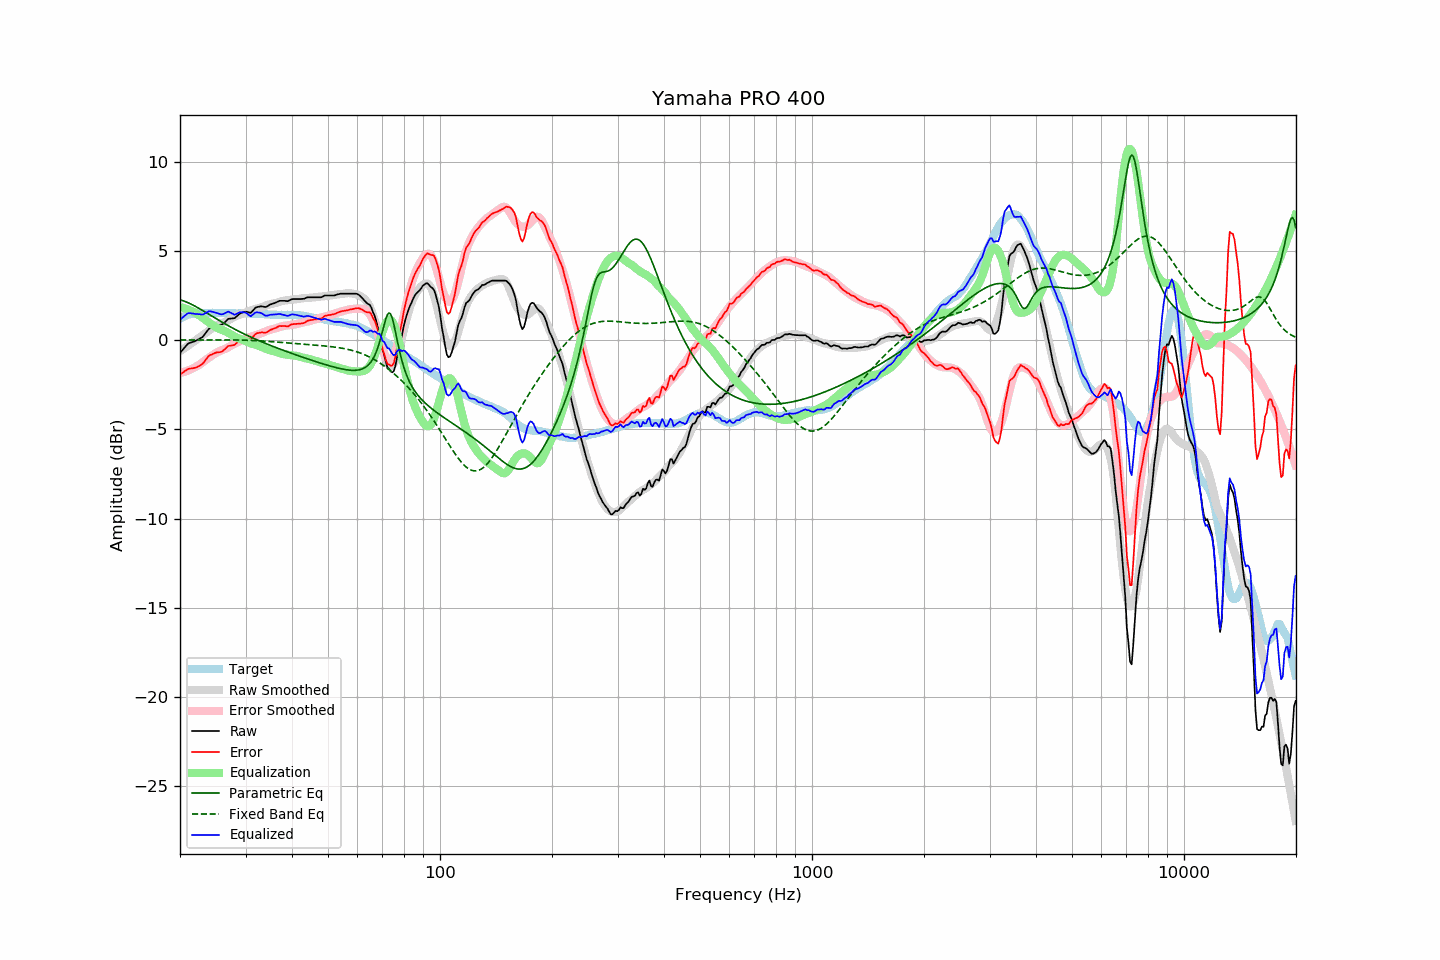 Yamaha PRO 400
10
5
0
−5
−10
−15
−20
−25
Amplitude (dBr)
Target
Raw Smoothed
Error Smoothed
Raw
Error
Equalization
Parametric Eq
Fixed Band Eq
Equalized
100
1000
10000
Frequency (Hz)